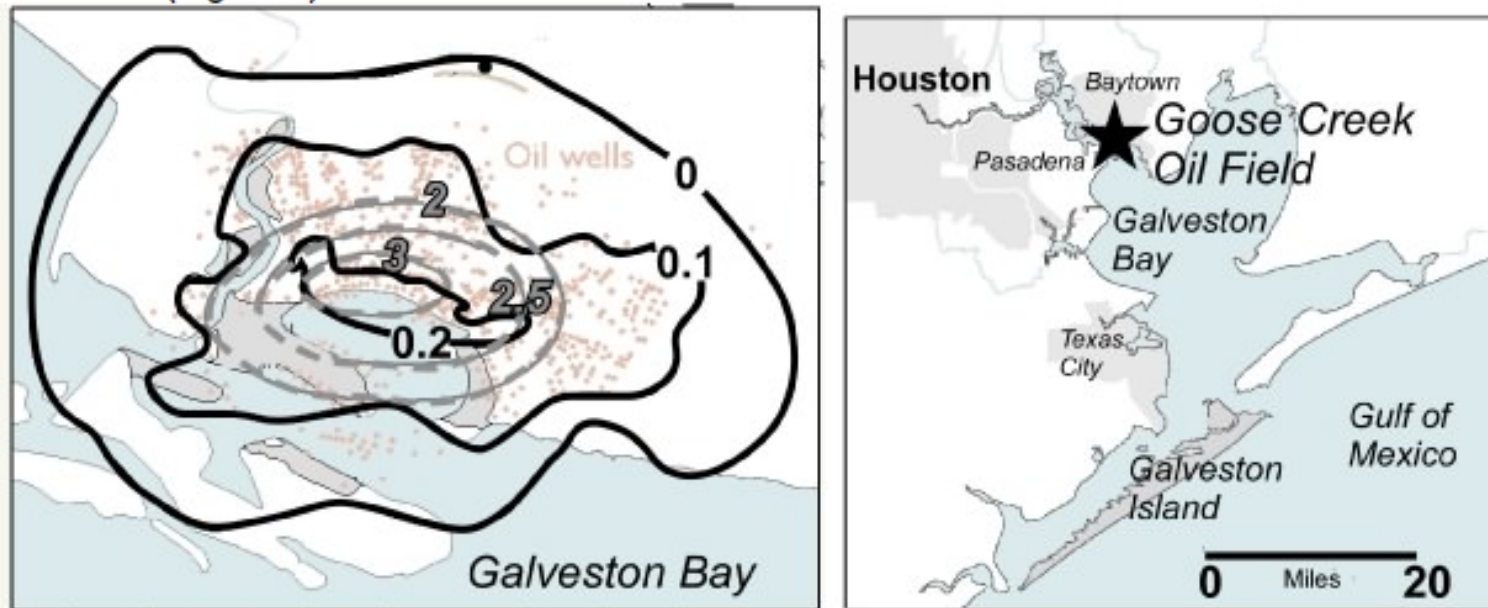 Oil wells
0
2
0.1
3
2.5
0.2
Galveston Bay
Houston
Baytown
Goose Creek
Oil Field
Pasadena
Galveston
Bay
Texas
City
Gulf of
Mexico
Galveston
Island
0 Miles 20